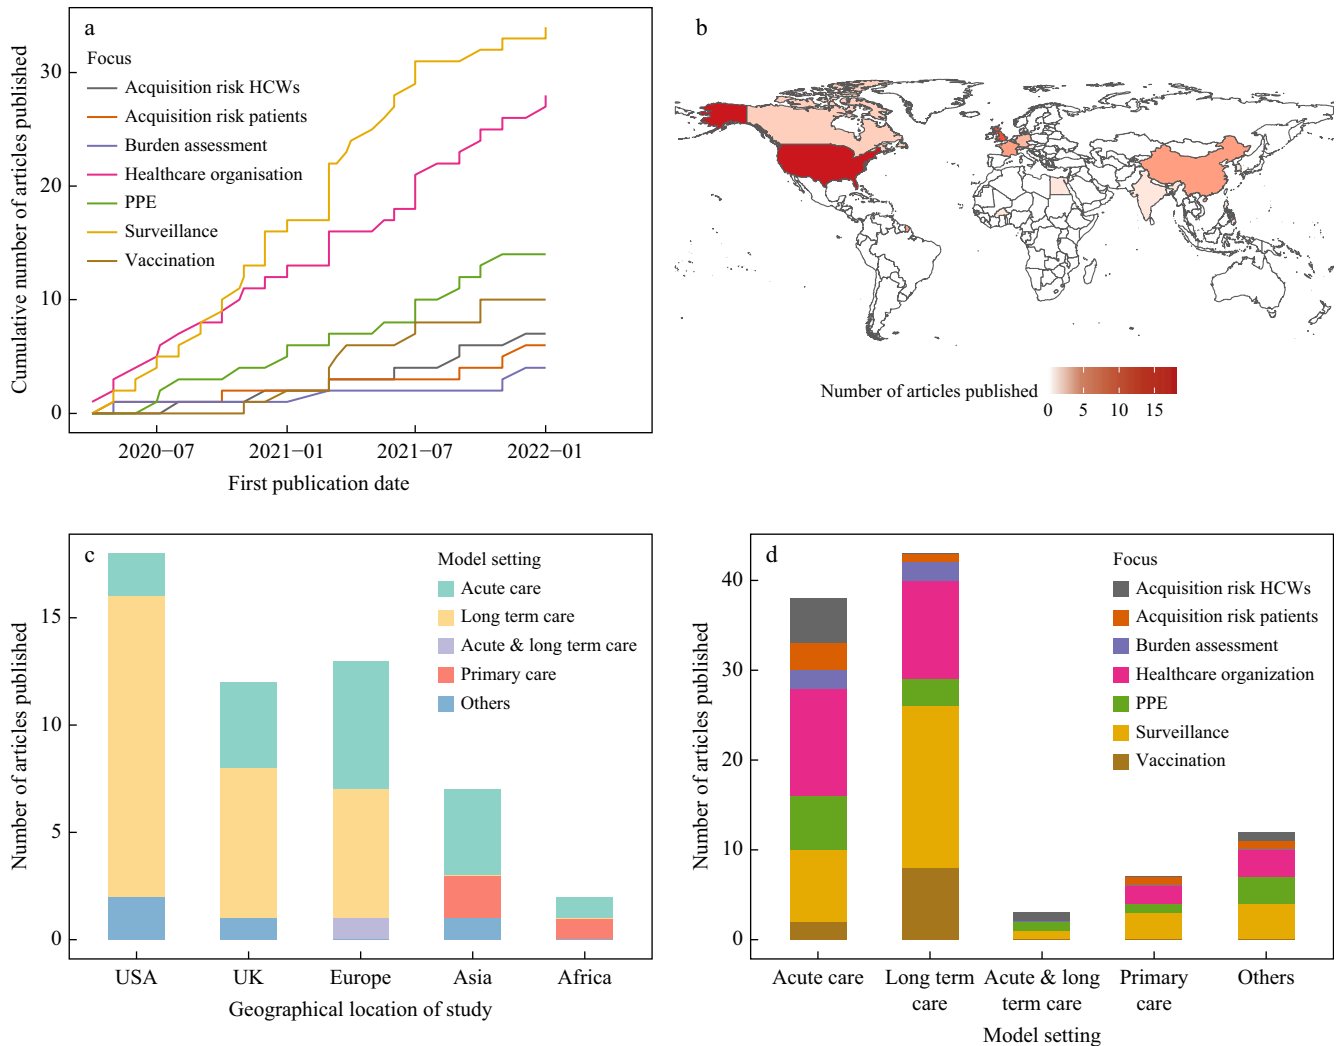 a
Focus
Acquisition risk HCWs
Acquisition risk patients
Burden assessment
Healthcare organisation
PPE
Surveillance
Vaccination
Cumulative number of articles published
30
20
10
0
2020−07
2021−01
2021−07
2022−01
First publication date
b
Number of articles published
0
5
10
15
c
Model setting
Acute care
Long term care
Acute & long term care
Primary care
Others
Number of articles published
15
10
5
0
USA
UK
Europe
Asia
Africa
Geographical location of study
d
Focus
Acquisition risk HCWs
Acquisition risk patients
Burden assessment
Healthcare organization
PPE
Surveillance
Vaccination
Number of articles published
40
30
20
10
0
Acute care
Long term
care
Acute & long
term care
Primary
care
Others
Model setting